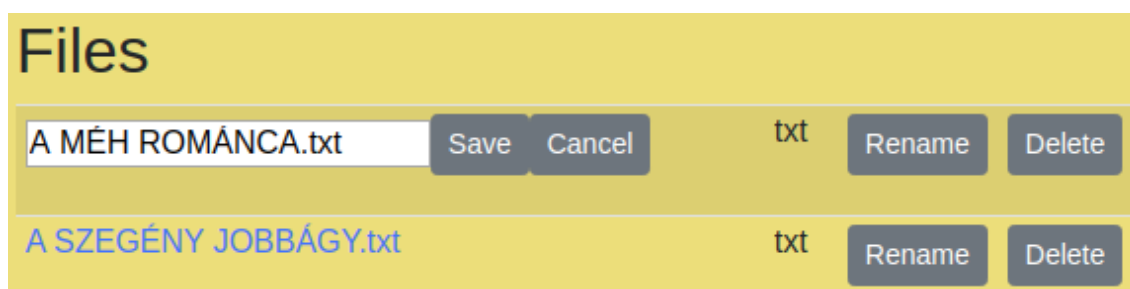 Files
A MÉH ROMÁNCA.txt Save Cancel txt Rename Delete
A SZEGÉNY JOBBÁGY.txt txt Rename Delete